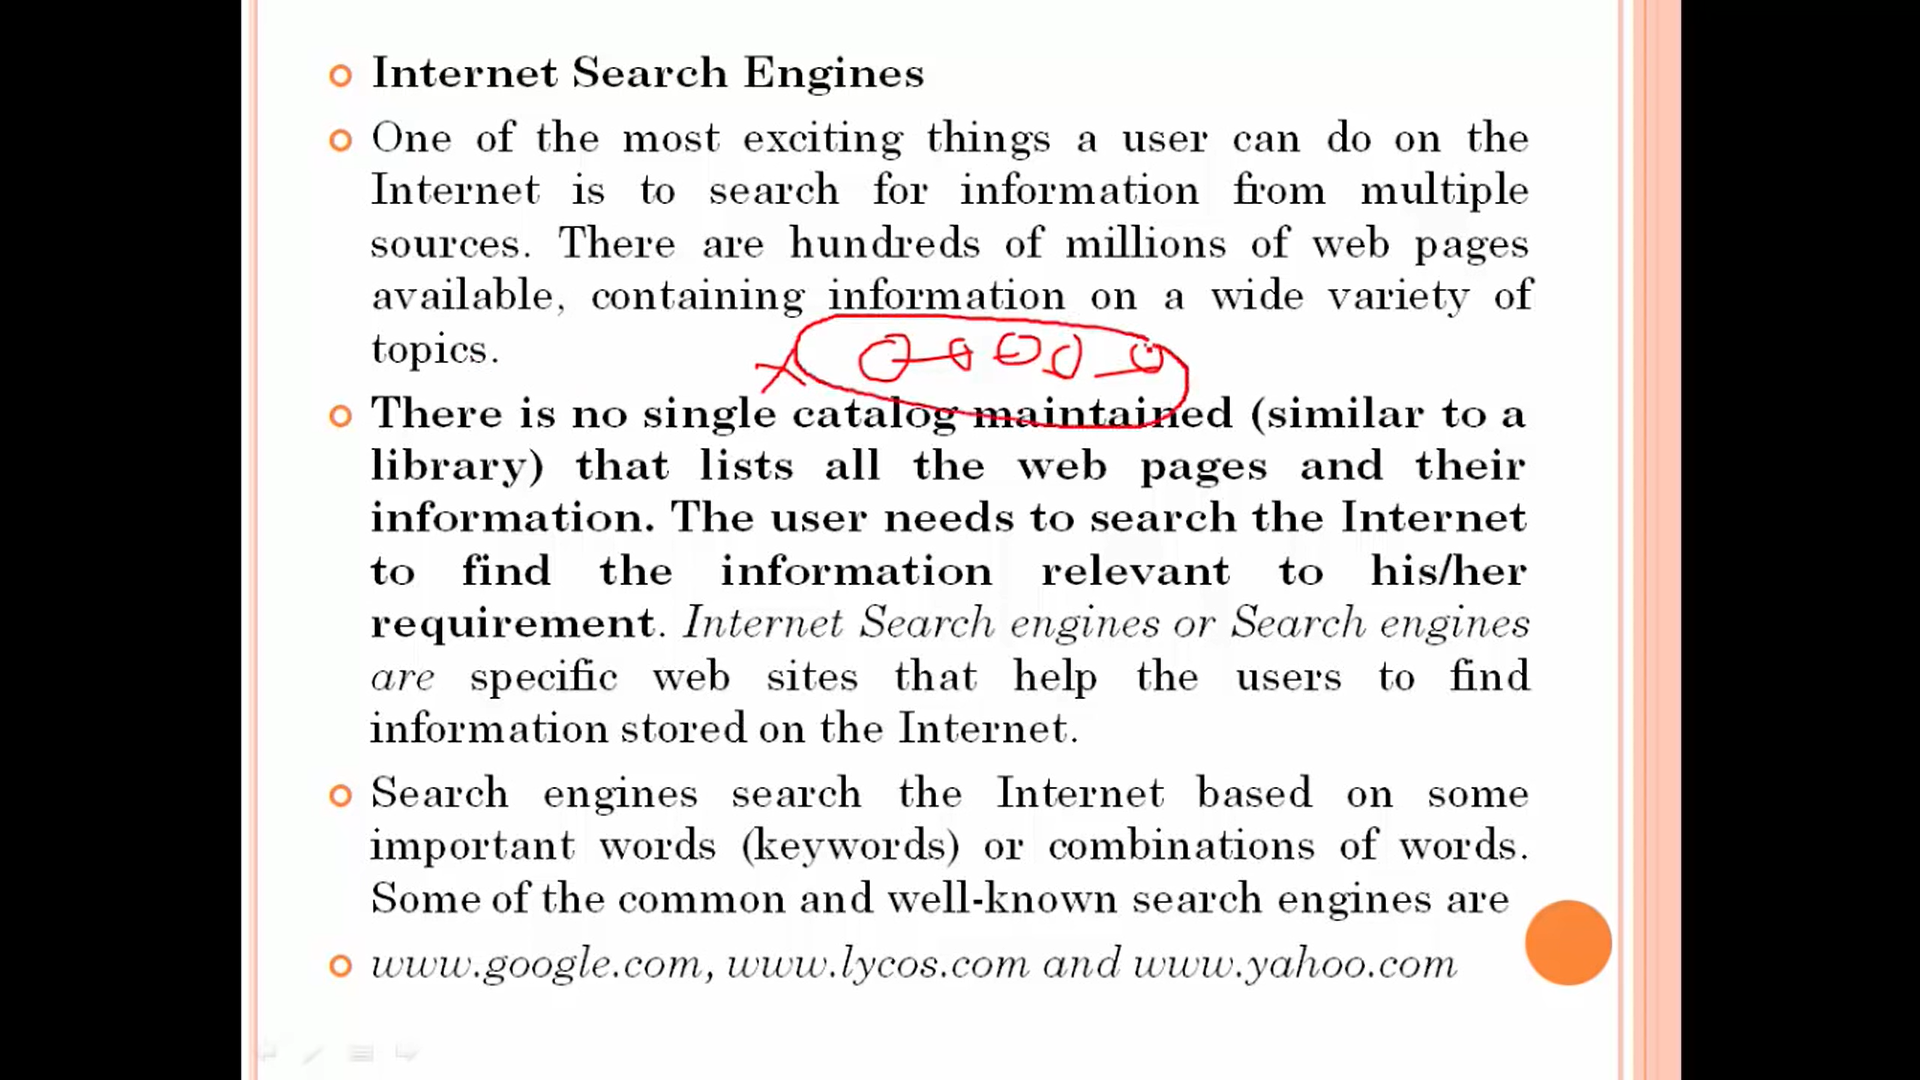 Internet Search Engines
One of the most exciting things a user can do on the
Internet is to search for information from multiple
sources. There are hundreds of millions of web pages
available, containing information on a wide variety of
topics.
There is no single catalog maintained (similar to a
library) that lists all the web pages and their
information. The user needs to search the Internet
to find the information relevant to his/her
requirement. Internet Search engines or Search engines
are specific web sites that help the users to find
information stored on the Internet.
Search engines search the Internet based on some
important words (keywords) or combinations of words.
Some of the common and well-known search engines are
www.google.com, www.lycos.com and www.yahoo.com